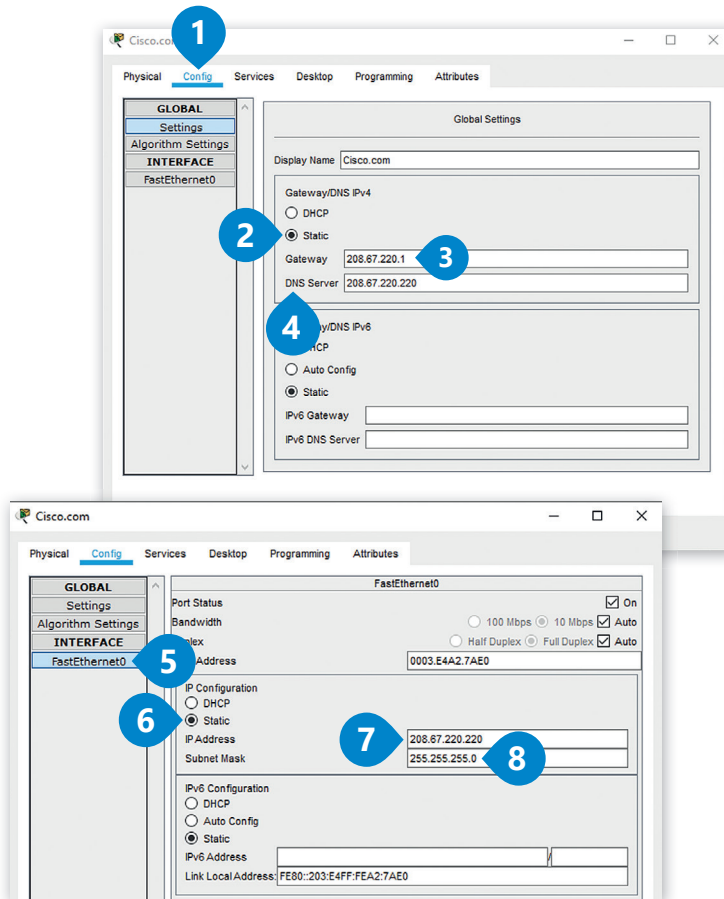 1
Cisco.co
Physical Config Services Desktop Programming Attributes
GLOBAL
Settings
Algorithm Settings
INTERFACE
FastEthernet0
Global Settings
Display Name Cisco.com
Gateway/DNS IPv4
DHCP
2 Static
Gateway 208.67.220.1 3
DNS Server 208.67.220.220
4 y/DNS IPv6
HCP
Auto Config
Static
IPv6 Gateway
IPv6 DNS Server
Cisco.com
Physical Config Services Desktop Programming Attributes
GLOBAL
Settings
Algorithm Settings
INTERFACE
FastEthernet0 5
FastEthernet0
Port Status On
Bandwidth 100 Mbps 10 Mbps Auto
plex Half Duplex Full Duplex Auto
Address 0003.E4A2.7AE0
IP Configuration
DHCP
6 Static
IP Address 7 208.67.220.220
Subnet Mask 255.255.255.0 8
IPv6 Configuration
DHCP
Auto Config
Static
IPv6 Address /
Link Local Address: FE80::203:E4FF:FEA2:7AE0